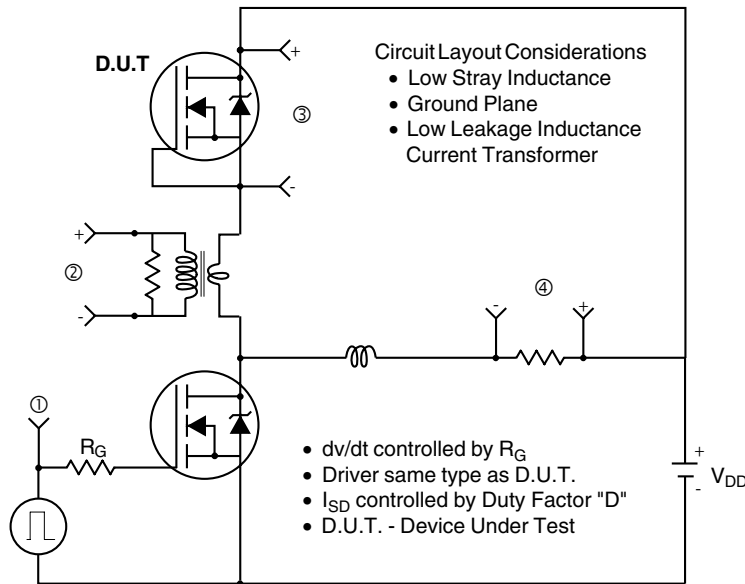 D.U.T
+
③
-
Circuit Layout Considerations
• Low Stray Inductance
• Ground Plane
• Low Leakage Inductance
Current Transformer
+
②
-
④
- +
①
R_G
• dv/dt controlled by R_G
• Driver same type as D.U.T.
• I_SD controlled by Duty Factor "D"
• D.U.T. - Device Under Test
+
V_DD
-